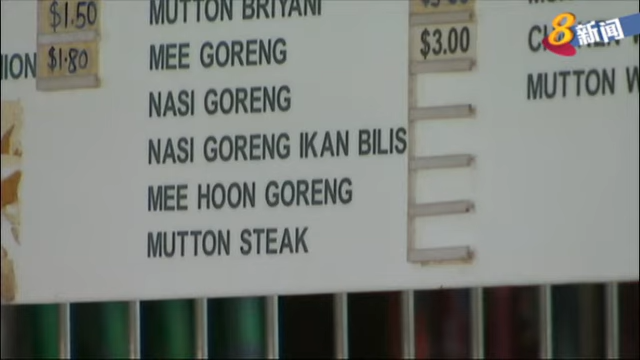 $1.50
$1.80
MUTTON BRIYANI
MEE GORENG
$3.00
NASI GORENG
NASI GORENG IKAN BILIS
MEE HOON GORENG
MUTTON STEAK
MUTTON
8新闻